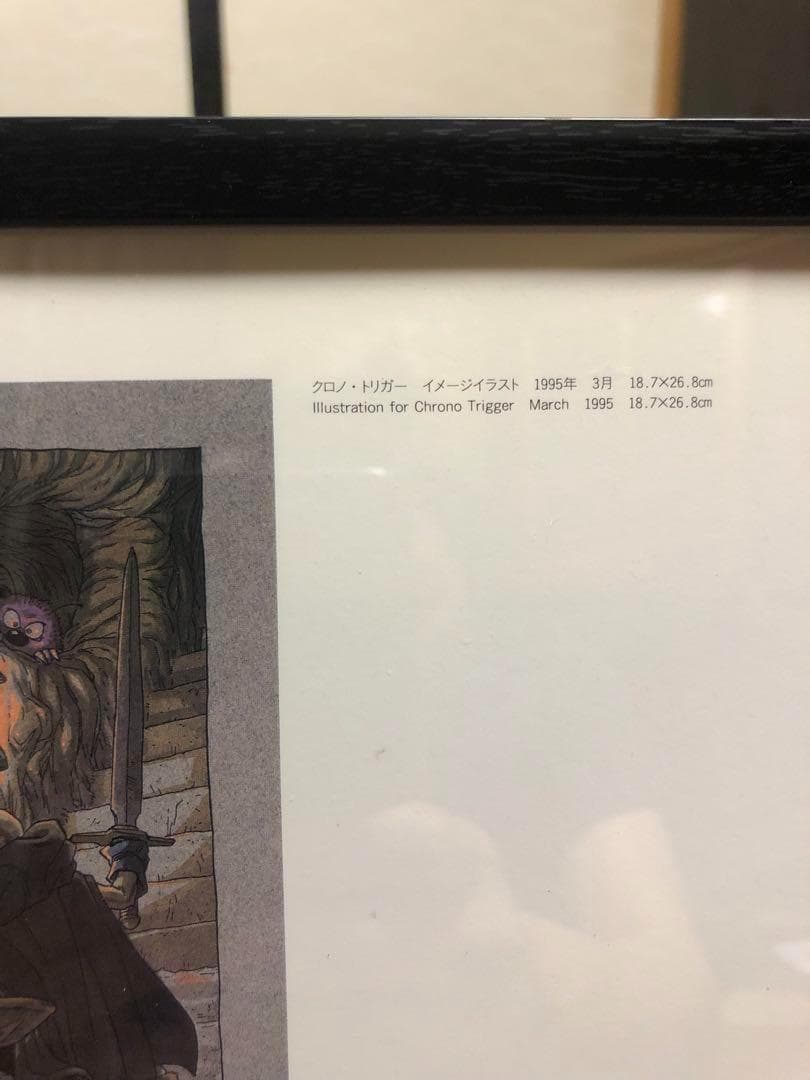 クロノ・トリガー　イメージイラスト　1995年　3月　18.7×26.8㎝
Illustration for Chrono Trigger　March　1995　18.7×26.8㎝